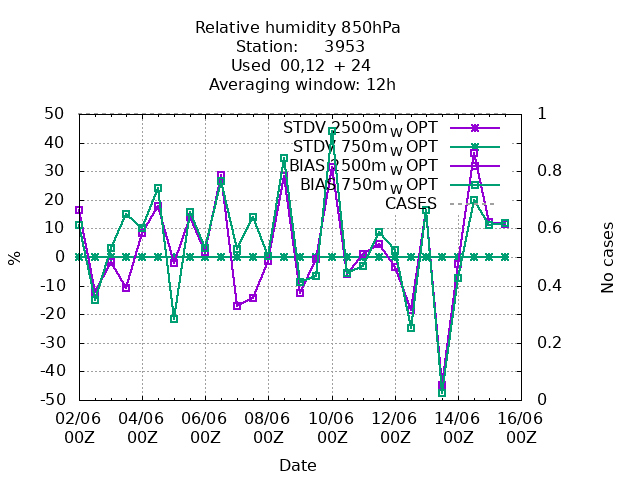 Relative humidity 850hPa
Station: 3953
Used 00,12 + 24
Averaging window: 12h
50 1
STDV 2500m W OPT
40
STDV 750m W OPT
30 0.8
BIAS 2500m W OPT
20
BIAS 750m W OPT
CASES
10 0.6
0
-10 0.4
-20 0.2
-30
-40
-50 0
%
No cases
02/06 04/06 06/06 08/06 10/06 12/06 14/06 16/06
00Z 00Z 00Z 00Z 00Z 00Z 00Z 00Z
Date